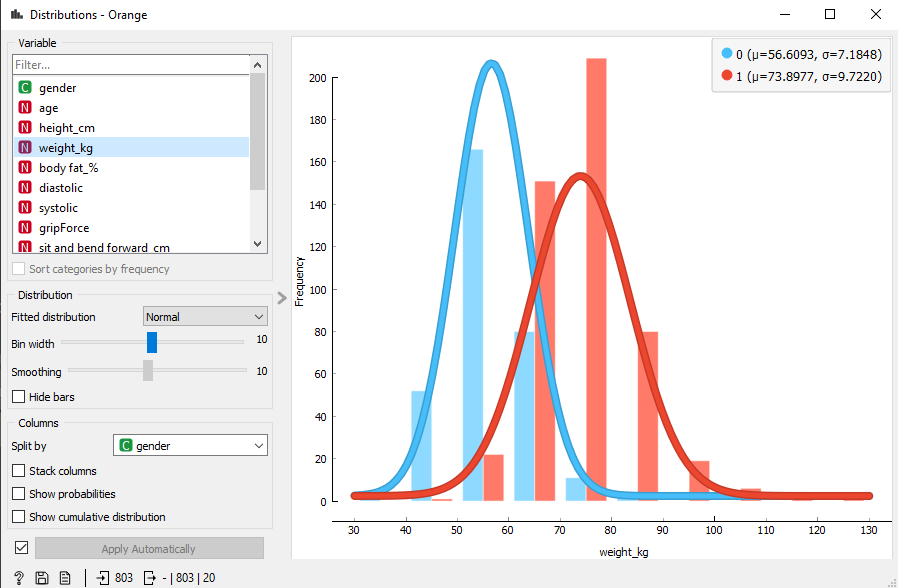 Distributions - Orange
Variable
Filter...
C gender
N age
N height_cm
N weight_kg
N body fat_%
N diastolic
N systolic
N gripForce
N sit and bend forward_cm
Sort categories by frequency
Distribution
Fitted distribution Normal
Bin width 10
Smoothing 10
Hide bars
Columns
Split by C gender
Stack columns
Show probabilities
Show cumulative distribution
Apply Automatically
? 803 - | 803 | 20
0 (μ=56.6093, σ=7.1848)
1 (μ=73.8977, σ=9.7220)
Frequency
200
180
160
140
120
100
80
60
40
20
0
30 40 50 60 70 80 90 100 110 120 130
weight_kg